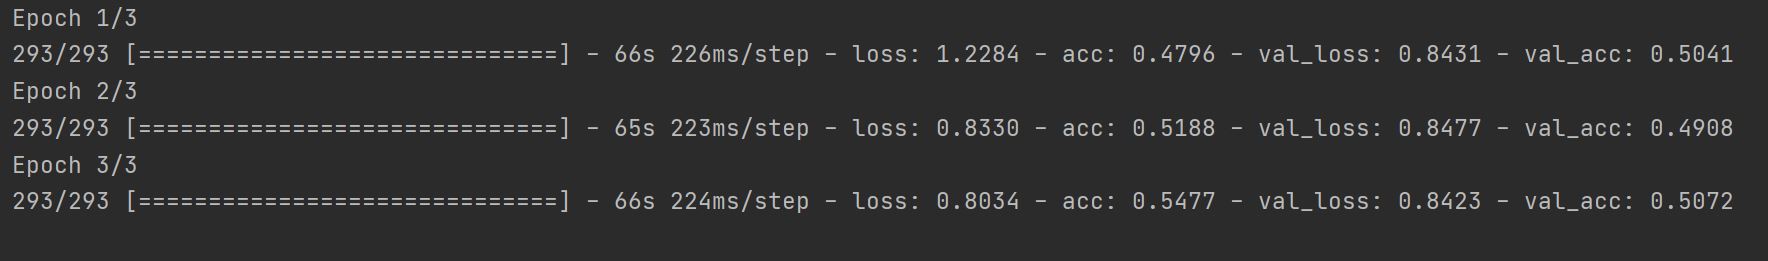 Epoch 1/3
293/293 [==============================] - 66s 226ms/step - loss: 1.2284 - acc: 0.4796 - val_loss: 0.8431 - val_acc: 0.5041
Epoch 2/3
293/293 [==============================] - 65s 223ms/step - loss: 0.8330 - acc: 0.5188 - val_loss: 0.8477 - val_acc: 0.4908
Epoch 3/3
293/293 [==============================] - 66s 224ms/step - loss: 0.8034 - acc: 0.5477 - val_loss: 0.8423 - val_acc: 0.5072